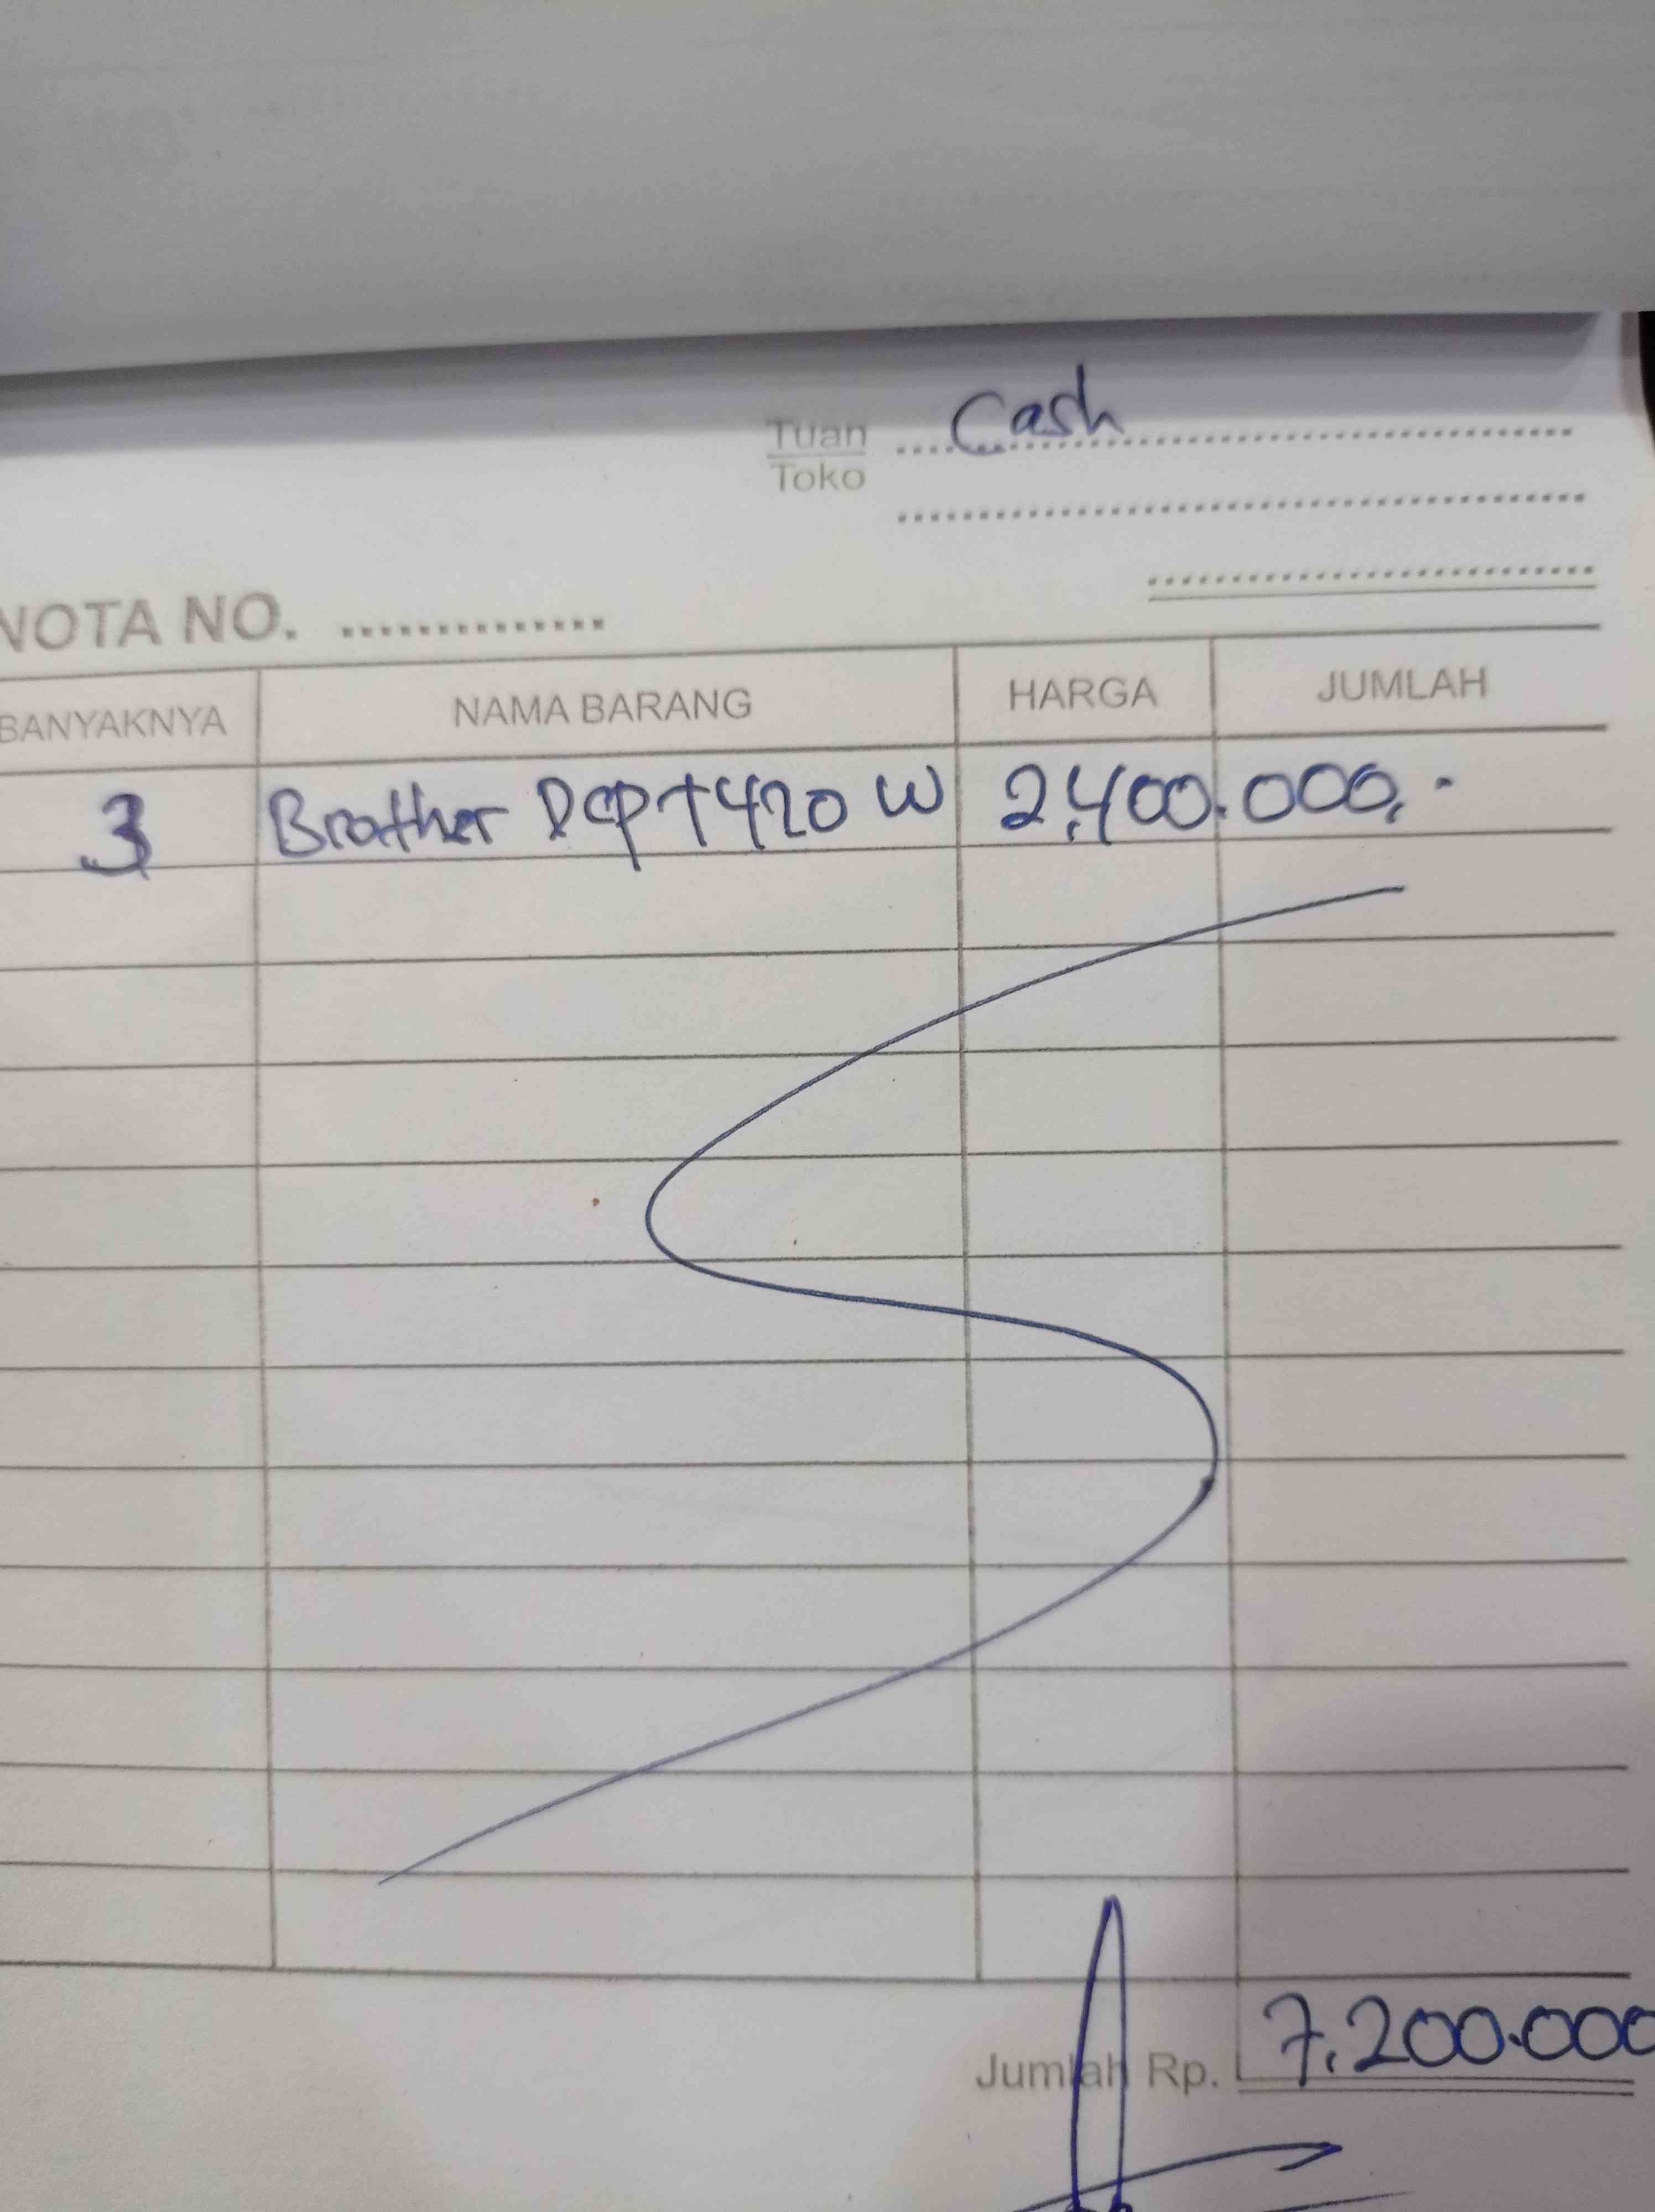 Tuan Cash
Toko
NOTA NO.
BANYAKNYA NAMA BARANG HARGA JUMLAH
3 Brother Dcp T420 W 2.400.000,-
Jumlah Rp. 7.200.000